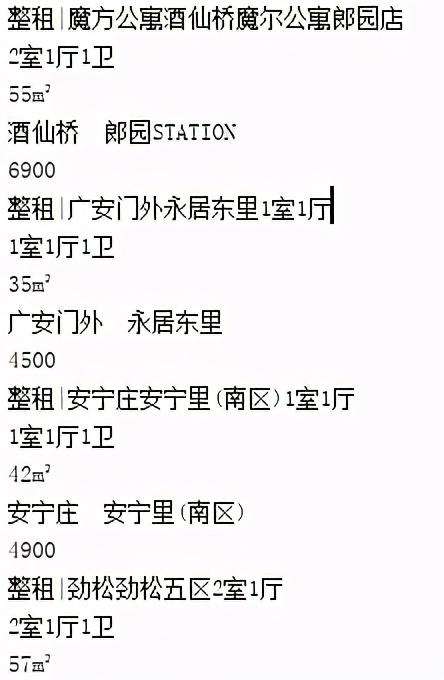 整租|魔方公寓酒仙桥魔尔公寓郎园店
2室1厅1卫
55㎡
酒仙桥 郎园STATION
6900
整租|广安门外永居东里1室1厅
1室1厅1卫
35㎡
广安门外 永居东里
4500
整租|安宁庄安宁里(南区)1室1厅
1室1厅1卫
42㎡
安宁庄 安宁里(南区)
4900
整租|劲松劲松五区2室1厅
2室1厅1卫
57㎡